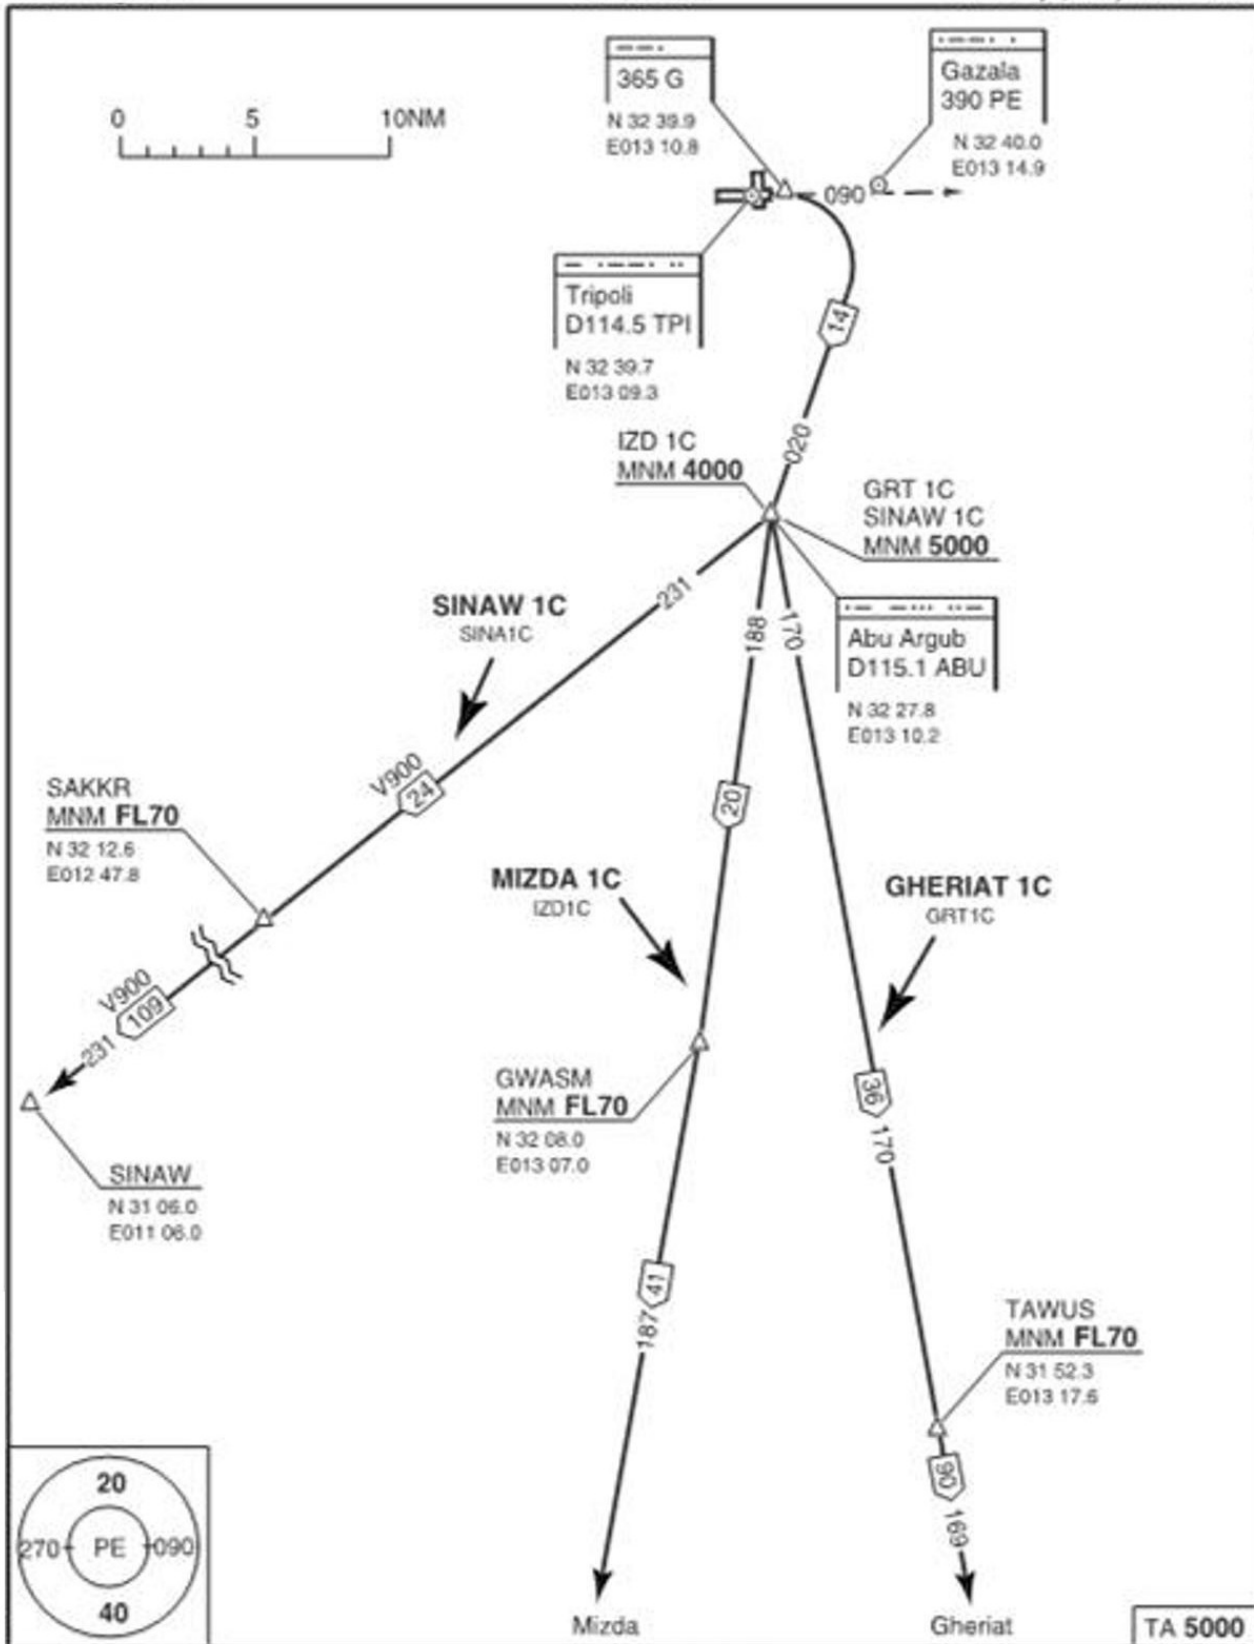 0 5 10NM
365 G
N 32 39.9
E013 10.8
Gazala
390 PE
N 32 40.0
E013 14.9
090
Tripoli
D114.5 TPI
N 32 39.7
E013 09.3
14
020
IZD 1C
MNM 4000
GRT 1C
SINAW 1C
MNM 5000
Abu Argub
D115.1 ABU
N 32 27.8
E013 10.2
231
188
170
SINAW 1C
SINA1C
V900
24
20
SAKKR
MNM FL70
N 32 12.6
E012 47.8
MIZDA 1C
IZD1C
GHERIAT 1C
GRT1C
V900
109
231
GWASM
MNM FL70
N 32 08.0
E013 07.0
36
170
SINAW
N 31 06.0
E011 06.0
41
187
TAWUS
MNM FL70
N 31 52.3
E013 17.6
90
169
20
270 PE 090
40
Mizda
Gheriat
TA 5000